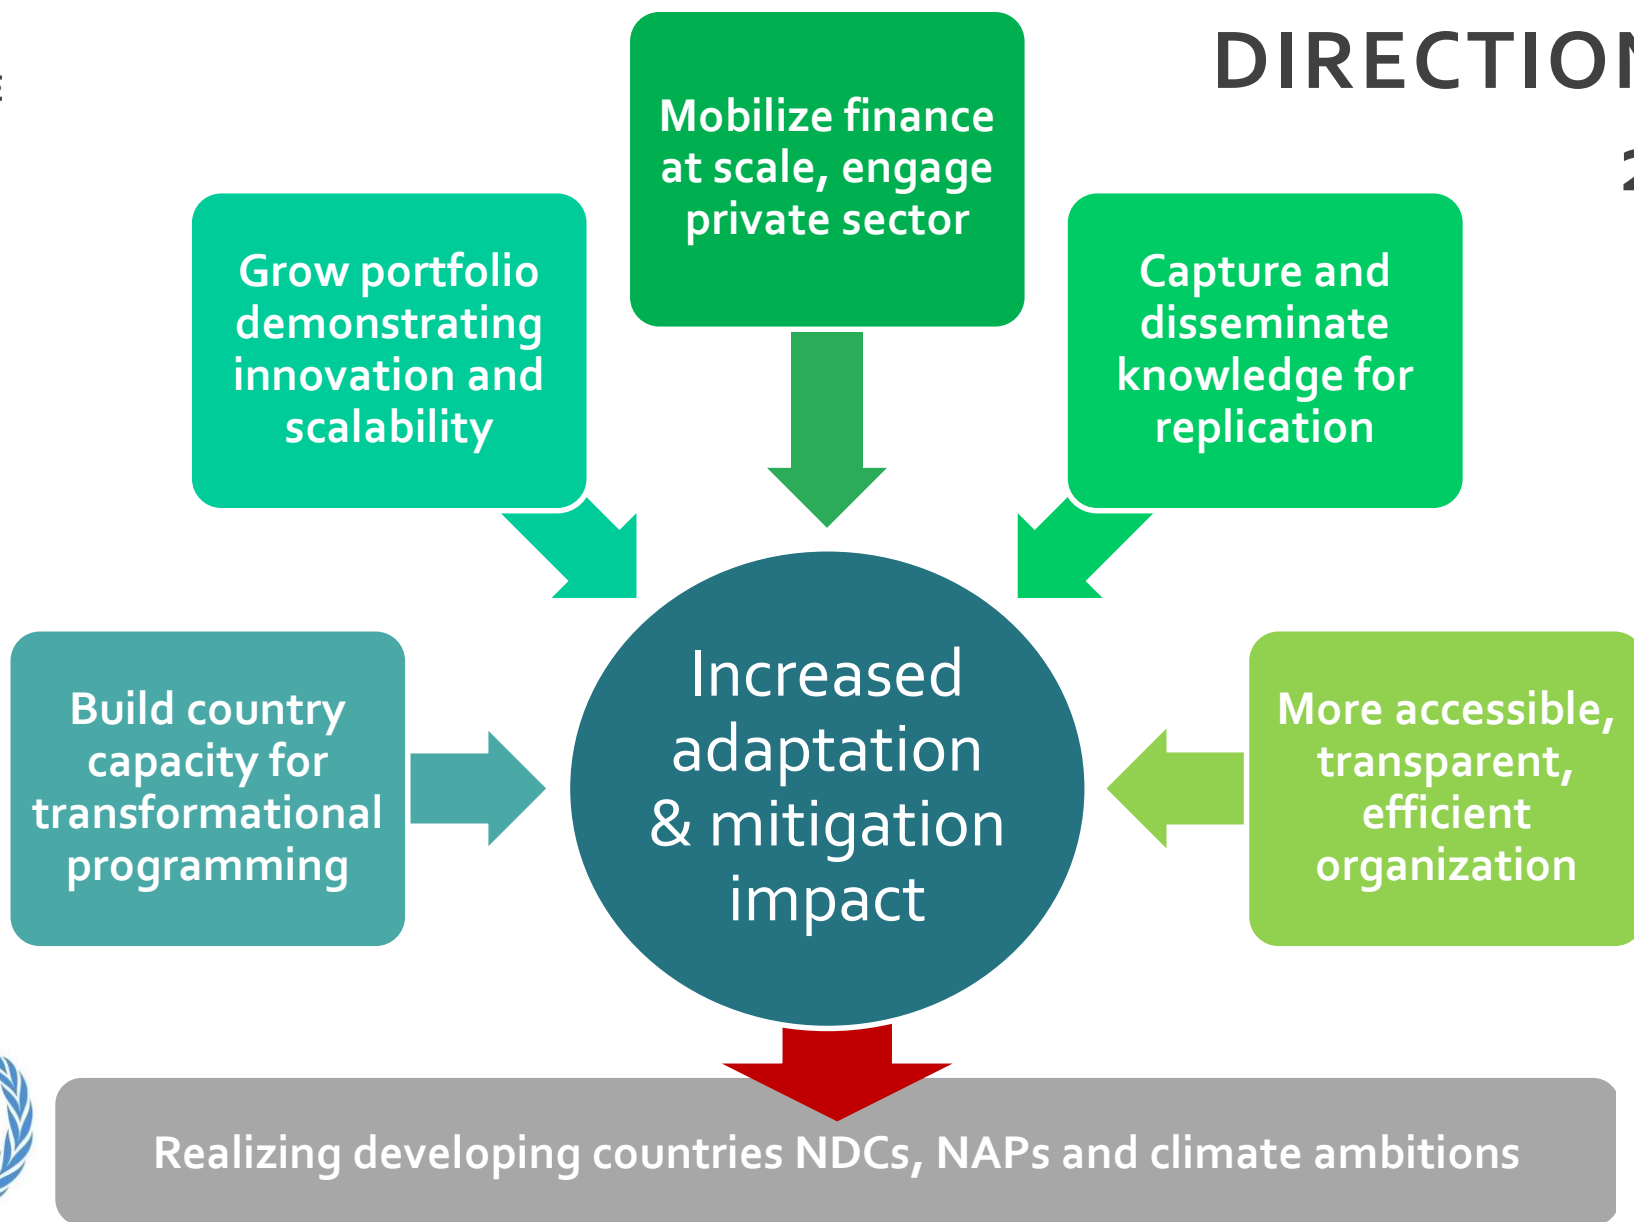 DIRECTION
Mobilize finance
at scale, engage
private sector
Grow portfolio
demonstrating
innovation and
scalability
Capture and
disseminate
knowledge for
replication
Build country
capacity for
transformational
programming
Increased
adaptation
& mitigation
impact
More accessible,
transparent,
efficient
organization
Realizing developing countries NDCs, NAPs and climate ambitions